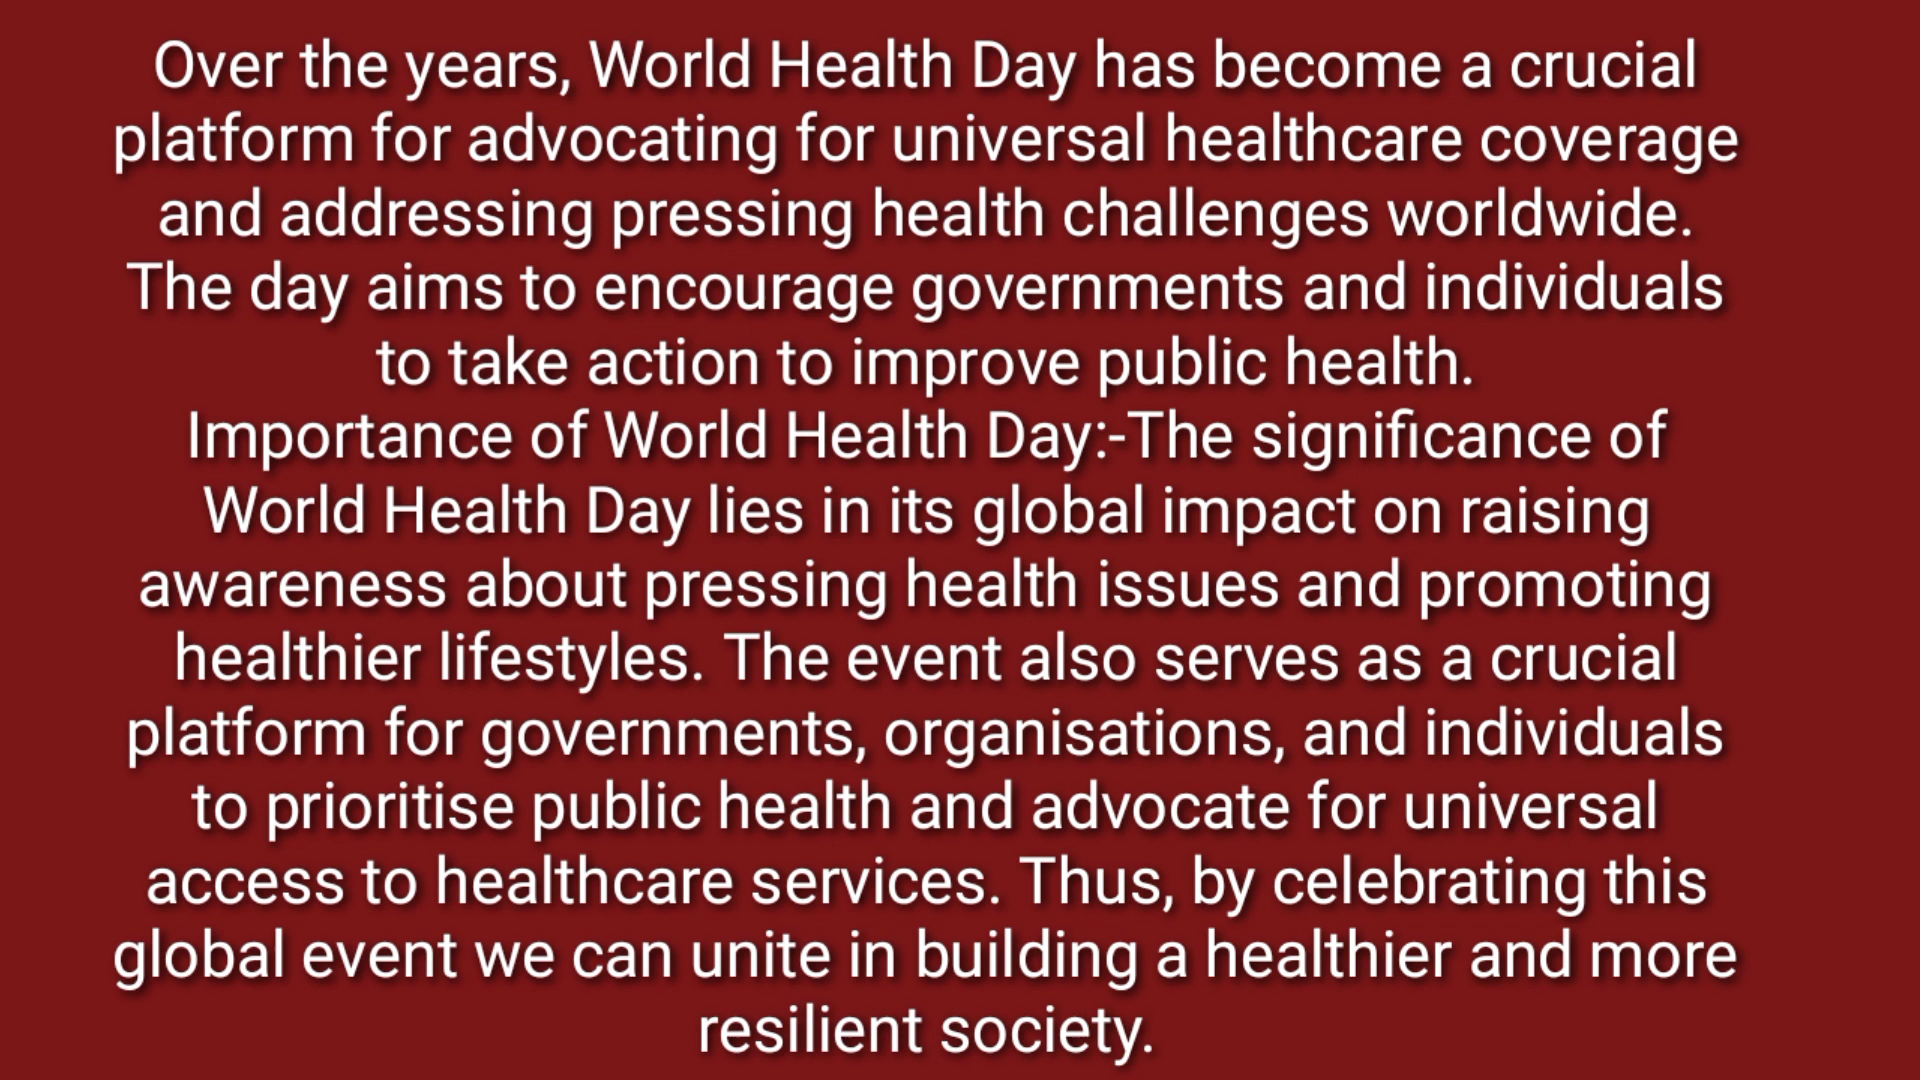 Over the years, World Health Day has become a crucial
platform for advocating for universal healthcare coverage
and addressing pressing health challenges worldwide.
The day aims to encourage governments and individuals
to take action to improve public health.
Importance of World Health Day:-The significance of
World Health Day lies in its global impact on raising
awareness about pressing health issues and promoting
healthier lifestyles. The event also serves as a crucial
platform for governments, organisations, and individuals
to prioritise public health and advocate for universal
access to healthcare services. Thus, by celebrating this
global event we can unite in building a healthier and more
resilient society.